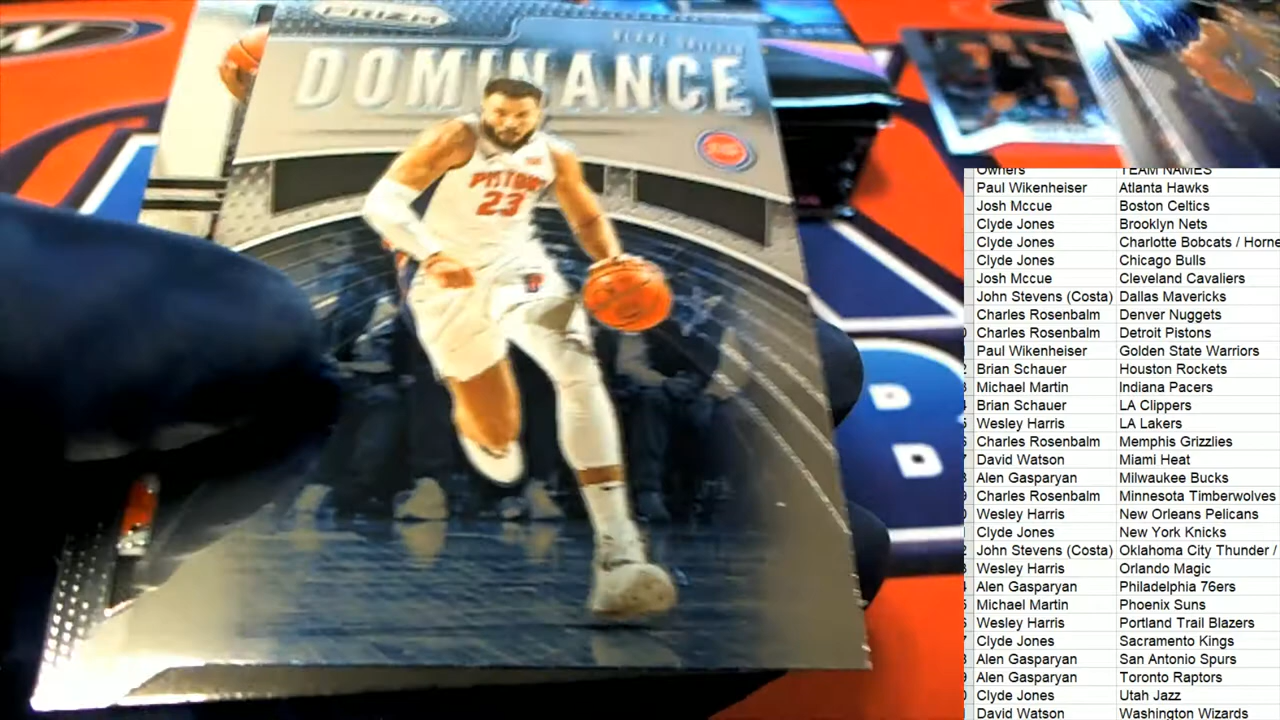 PRIZM
BLAKE GRIFFIN
DOMINANCE
PISTONS
23
Owners TEAM NAMES
Paul Wikenheiser Atlanta Hawks
Josh Mccue Boston Celtics
Clyde Jones Brooklyn Nets
Clyde Jones Charlotte Bobcats / Horne
Clyde Jones Chicago Bulls
Josh Mccue Cleveland Cavaliers
John Stevens (Costa) Dallas Mavericks
Charles Rosenbalm Denver Nuggets
Charles Rosenbalm Detroit Pistons
Paul Wikenheiser Golden State Warriors
Brian Schauer Houston Rockets
Michael Martin Indiana Pacers
Brian Schauer LA Clippers
Wesley Harris LA Lakers
Charles Rosenbalm Memphis Grizzlies
David Watson Miami Heat
Alen Gasparyan Milwaukee Bucks
Charles Rosenbalm Minnesota Timberwolves
Wesley Harris New Orleans Pelicans
Clyde Jones New York Knicks
John Stevens (Costa) Oklahoma City Thunder /
Wesley Harris Orlando Magic
Alen Gasparyan Philadelphia 76ers
Michael Martin Phoenix Suns
Wesley Harris Portland Trail Blazers
Clyde Jones Sacramento Kings
Alen Gasparyan San Antonio Spurs
Alen Gasparyan Toronto Raptors
Clyde Jones Utah Jazz
David Watson Washington Wizards